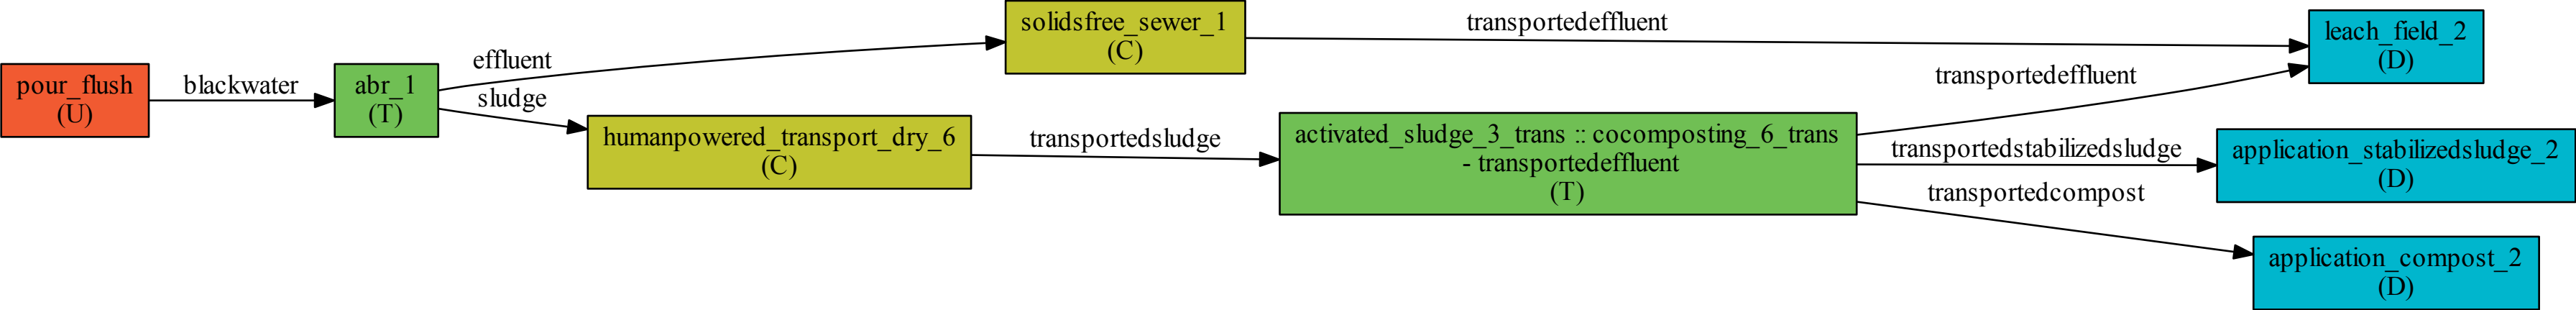 pour_flush
(U)
blackwater
abr_1
(T)
effluent
sludge
solidsfree_sewer_1
(C)
humanpowered_transport_dry_6
(C)
transportedeffluent
transportedsludge
activated_sludge_3_trans :: cocomposting_6_trans
- transportedeffluent
(T)
transportedeffluent
transportedstabilizedsludge
transportedcompost
leach_field_2
(D)
application_stabilizedsludge_2
(D)
application_compost_2
(D)